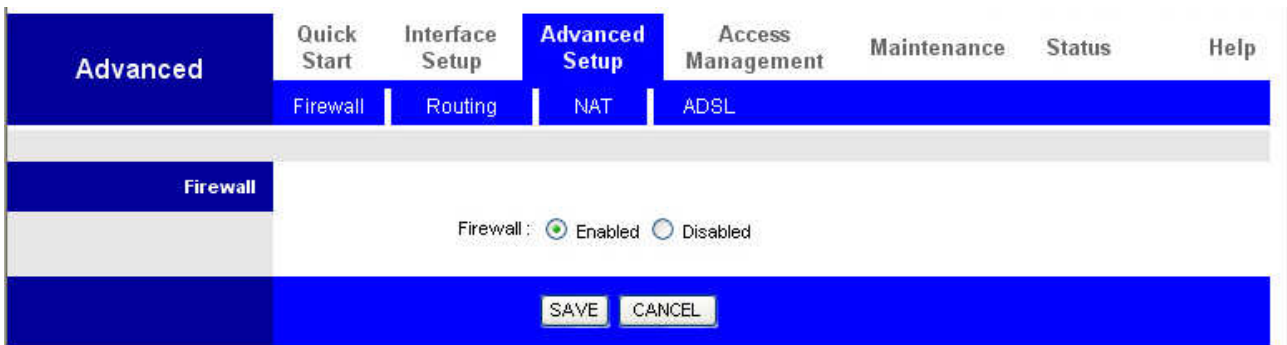 Advanced
Quick Start
Interface Setup
Advanced Setup
Access Management
Maintenance
Status
Help
Firewall
Routing
NAT
ADSL
Firewall
Firewall : Enabled Disabled
SAVE CANCEL